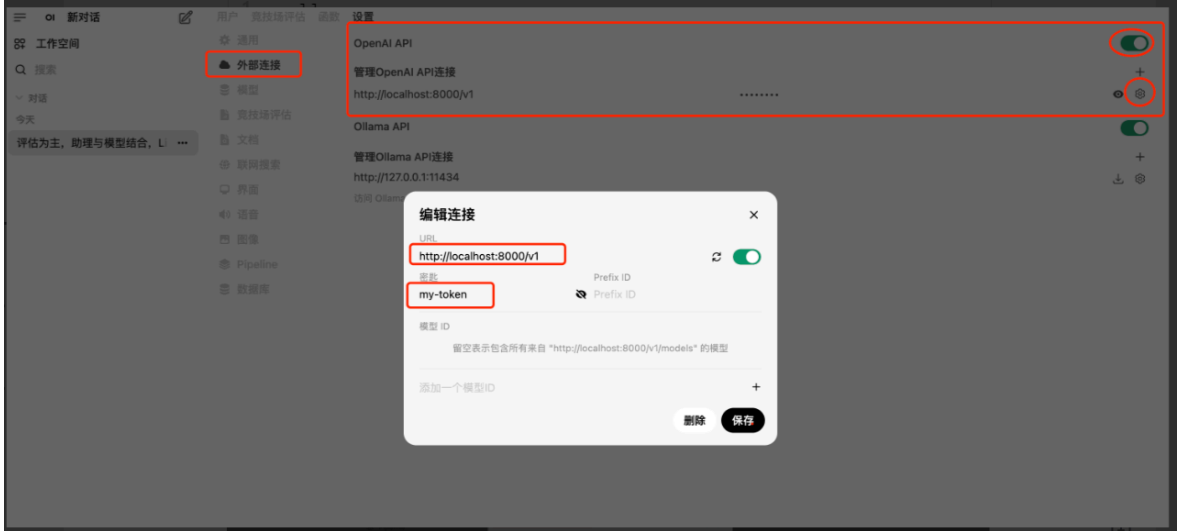 OI 新对话
工作空间
搜索
对话
今天
评估为主，助理与模型结合，L ...
用户 竞技场评估 函数 设置
通用
外部连接
模型
竞技场评估
文档
联网搜索
界面
语音
图像
Pipeline
数据库
OpenAI API
管理OpenAI API连接
http://localhost:8000/v1 ••••••••
Ollama API
管理Ollama API连接
http://127.0.0.1:11434
访问 Ollama
编辑连接
URL
http://localhost:8000/v1
密匙 Prefix ID
my-token Prefix ID
模型 ID
留空表示包含所有来自 "http://localhost:8000/v1/models" 的模型
添加一个模型ID
删除 保存